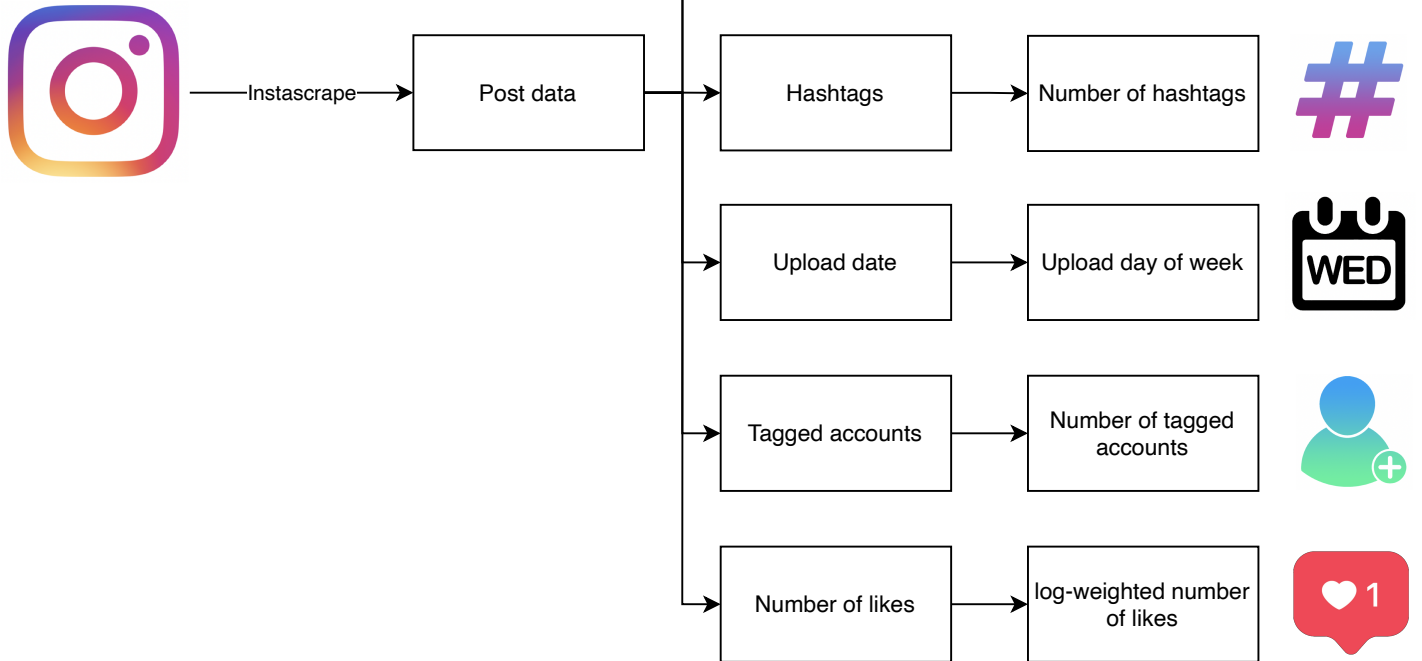 Instascrape
Post data
Hashtags
Number of hashtags
Upload date
Upload day of week
WED
Tagged accounts
Number of tagged
accounts
Number of likes
log-weighted number
of likes
1